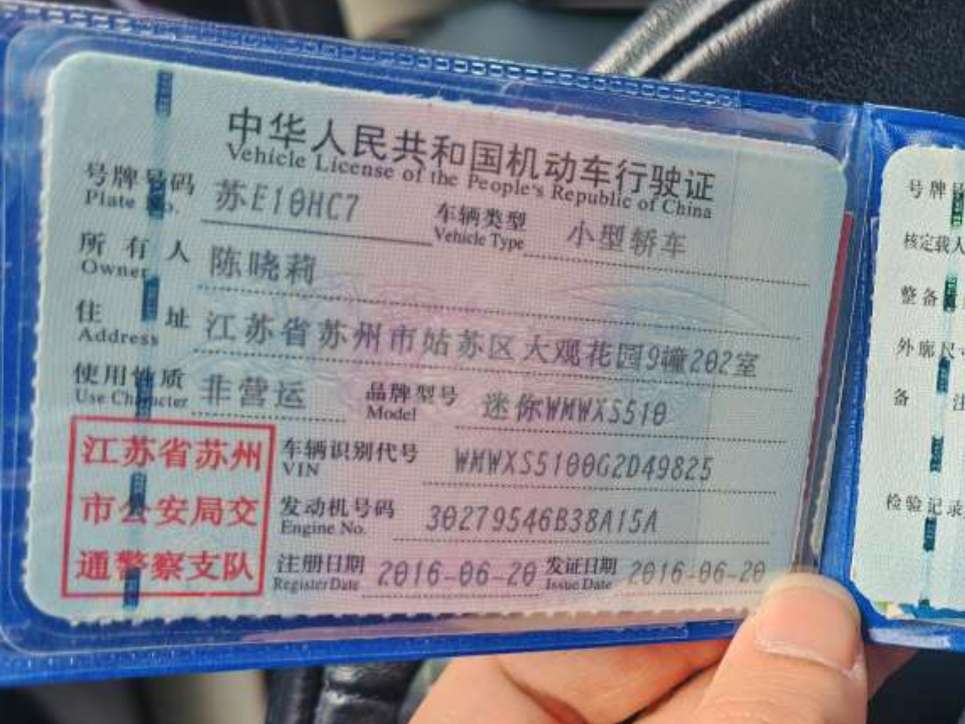 中华人民共和国机动车行驶证
Vehicle License of the People's Republic of China
号牌号码 苏E10HC7 车辆类型 小型轿车
Plate No. Vehicle Type
所有人 陈晓莉
Owner
住址 江苏省苏州市姑苏区大观花园9幢202室
Address
使用性质 非营运 品牌型号 迷你WMWXS510
Use Character Model
江苏省苏州
市公安局交
通警察支队
车辆识别代号 WMWXS5100G2D49825
VIN
发动机号码 30279546B38A15A
Engine No.
注册日期 2016-06-20 发证日期 2016-06-20
Register Date Issue Date
号牌号
核定载人
整备
外廓尺寸
备 注
检验记录